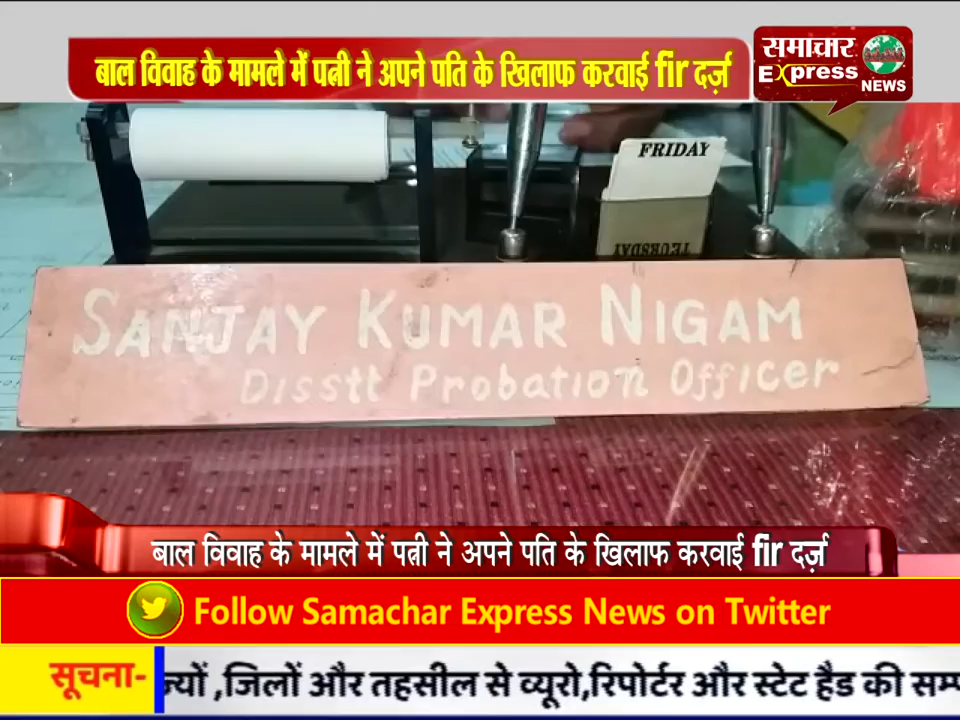 बाल विवाह के मामले में पत्नी ने अपने पति के खिलाफ करवाई fir दर्ज़
समाचार
Express
NEWS
FRIDAY
THURSDAY
SANJAY KUMAR NIGAM
Disstt Probation Officer
बाल विवाह के मामले में पत्नी ने अपने पति के खिलाफ करवाई fir दर्ज़
Follow Samachar Express News on Twitter
सूचना- ज्यों ,जिलों और तहसील से व्यूरो,रिपोर्टर और स्टेट हैड की